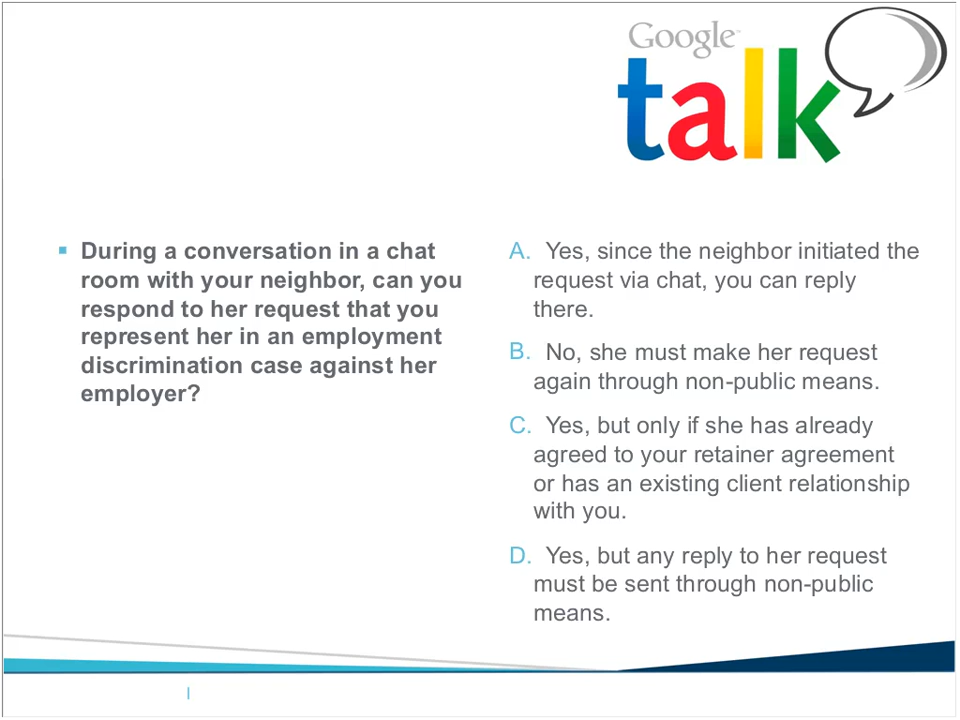 Google
talk
During a conversation in a chat
room with your neighbor, can you
respond to her request that you
represent her in an employment
discrimination case against her
employer?
A. Yes, since the neighbor initiated the
request via chat, you can reply
there.
B. No, she must make her request
again through non-public means.
C. Yes, but only if she has already
agreed to your retainer agreement
or has an existing client relationship
with you.
D. Yes, but any reply to her request
must be sent through non-public
means.